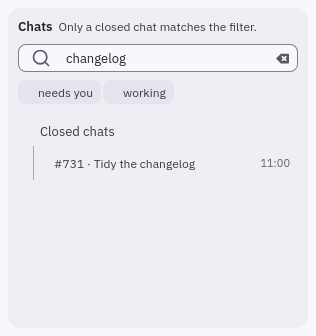 Chats Only a closed chat matches the filter.
changelog
needs you working
Closed chats
#731 · Tidy the changelog 11:00